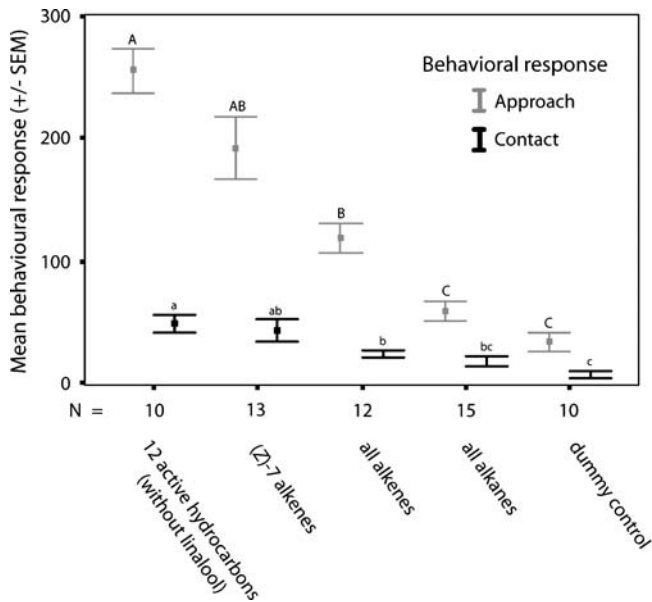 300
200
100
0
Mean behavioural response (+/- SEM)
Behavioral response
Approach
Contact
A
AB
B
C
C
a
ab
b
bc
c
N = 10 13 12 15 10
12 active hydrocarbons
(without linalool)
(Z)-7 alkenes
all alkenes
all alkanes
dummy control